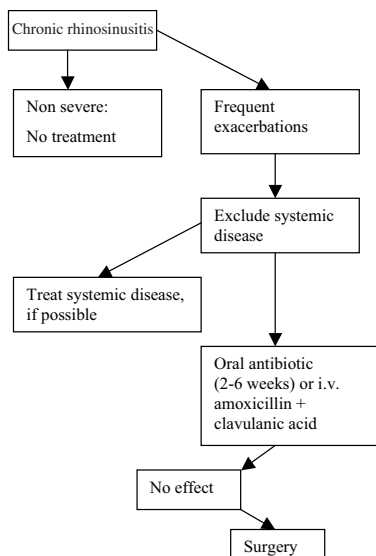 Chronic rhinosinusitis
Non severe:
No treatment
Frequent
exacerbations
Exclude systemic
disease
Treat systemic disease,
if possible
Oral antibiotic
(2-6 weeks) or i.v.
amoxicillin +
clavulanic acid
No effect
Surgery